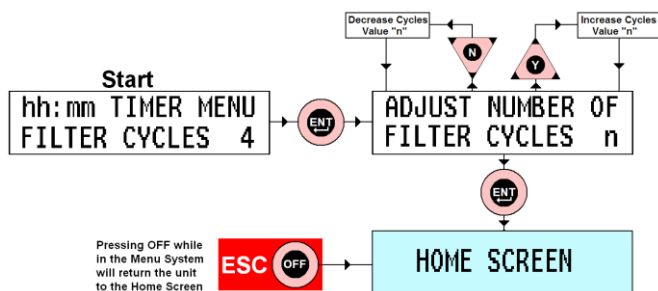 Decrease Cycles
Value "n"
Increase Cycles
Value "n"
N
Y
Start
hh:mm TIMER MENU
FILTER CYCLES 4
ENT
ADJUST NUMBER OF
FILTER CYCLES n
ENT
Pressing OFF while
in the Menu System
will return the unit
to the Home Screen
ESC OFF
HOME SCREEN